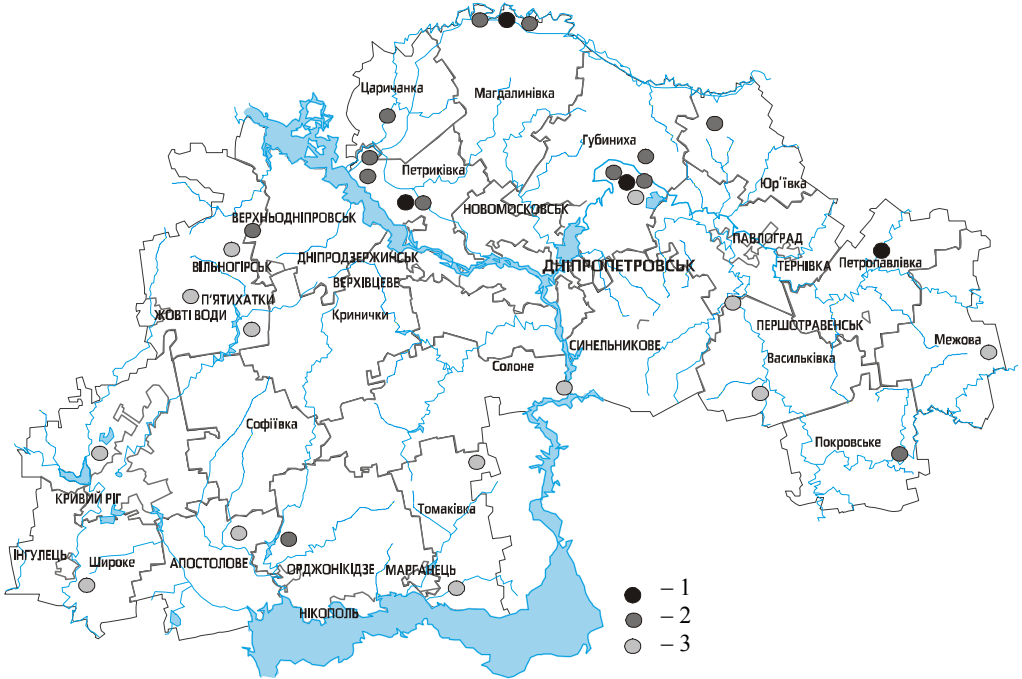 Царичанка
Магдалинівка
Губиниха
Петриківка
Юр'ївка
НОВОМОСКОВСЬК
ВЕРХНЬОДНІПРОВСЬК
ПАВЛОГРАД
ДНІПРОДЗЕРЖИНСЬК
ВІЛЬНОГІРСЬК
ДНІПРОПЕТРОВСЬК
ТЕРНІВКА
Петропавлівка
ВЕРХІВЦЕВЕ
П'ЯТИХАТКИ
ЖОВТІ ВОДИ
Кринички
ПЕРШОТРАВЕНСЬК
Межова
СИНЕЛЬНИКОВЕ
Васильківка
Солоне
Софіївка
Покровське
КРИВИЙ РІГ
Томаківка
ІНГУЛЕЦЬ
Широке
АПОСТОЛОВЕ
ОРДЖОНІКІДЗЕ
МАРГАНЕЦЬ
НІКОПОЛЬ
– 1
– 2
– 3